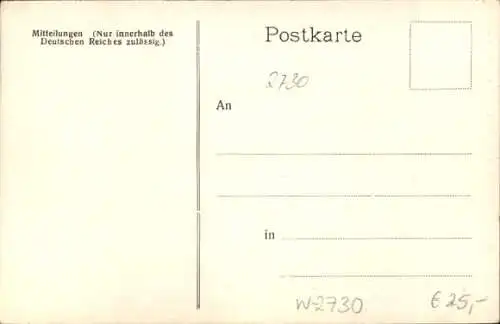 Mitteilungen (Nur innerhalb des
Deutschen Reiches zulässig.)
Postkarte
2730
An
in
W-2730
€ 25,-